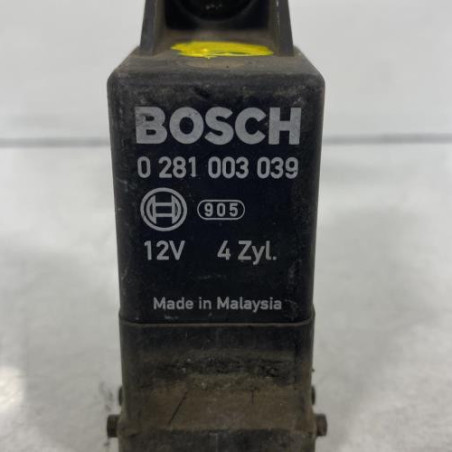 BOSCH
0 281 003 039
905
12V 4 Zyl.
Made in Malaysia